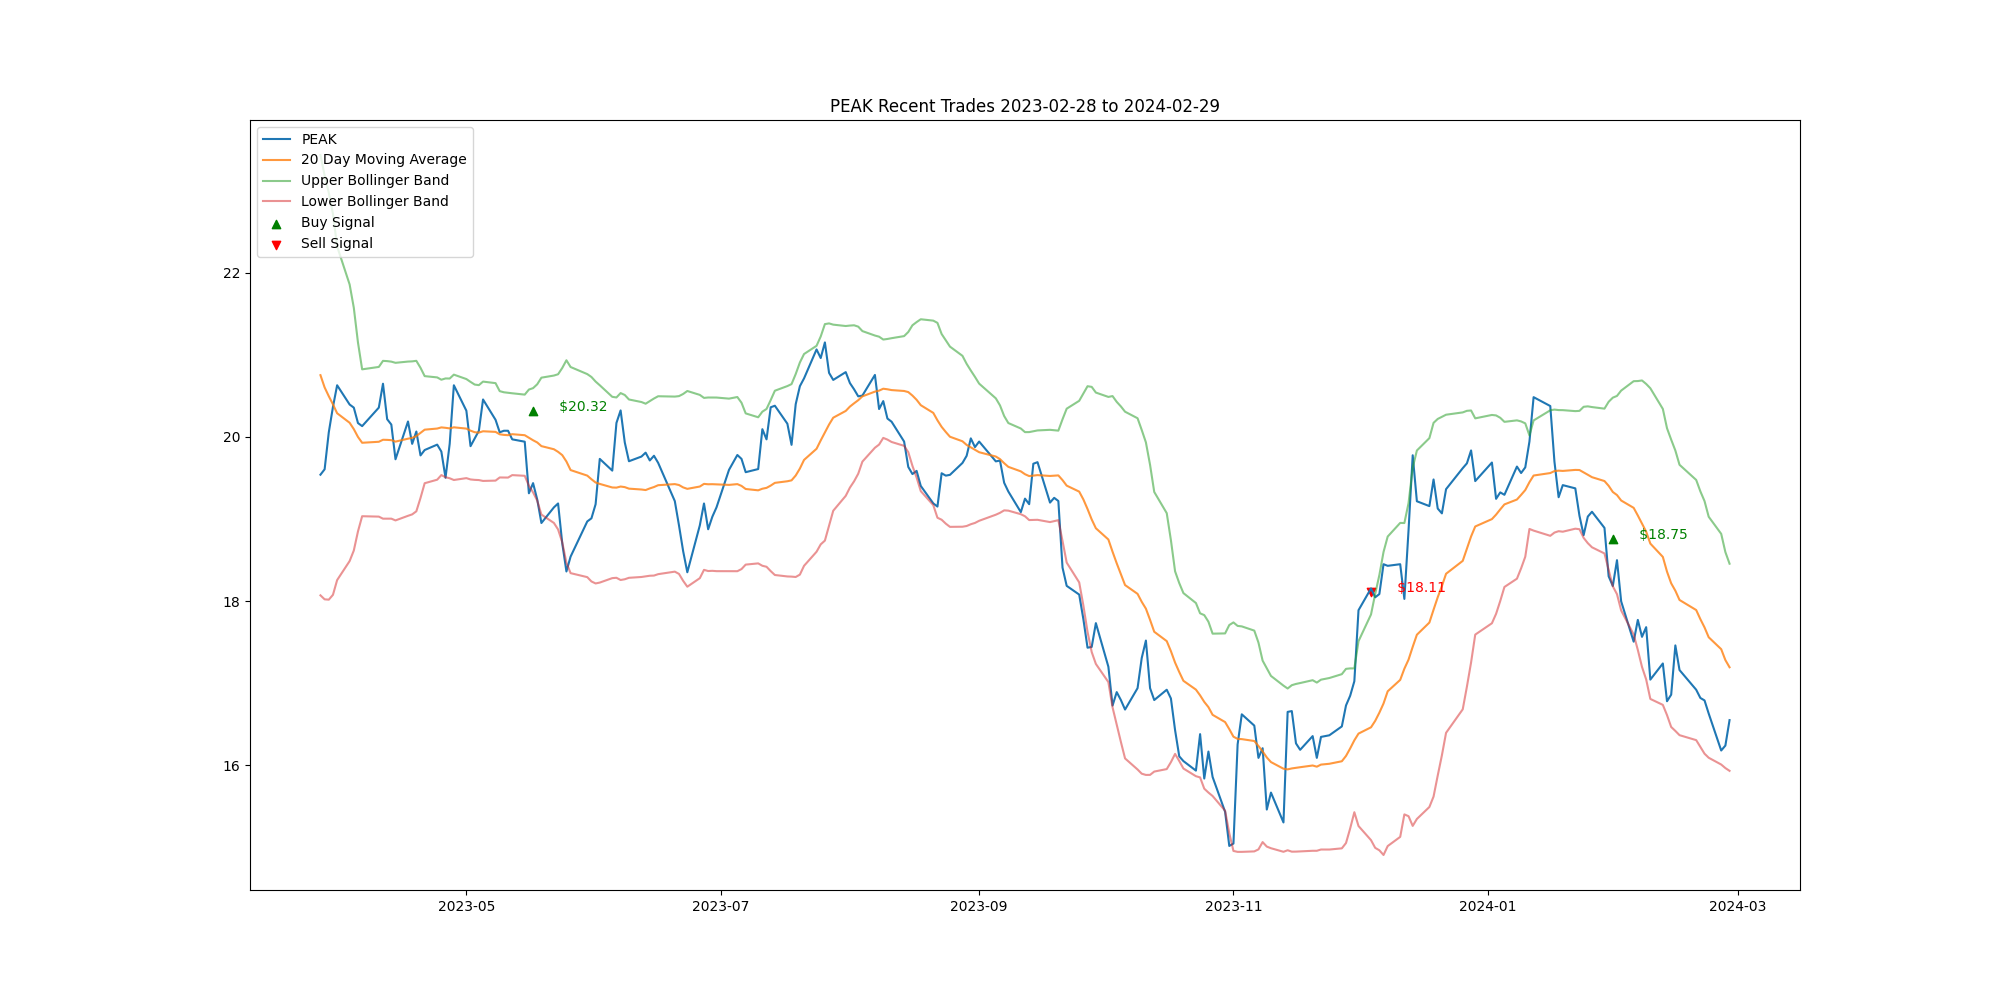 PEAK Recent Trades 2023-02-28 to 2024-02-29
PEAK
20 Day Moving Average
Upper Bollinger Band
Lower Bollinger Band
Buy Signal
Sell Signal
22
20
18
16
$20.32
$18.75
$18.11
2023-05
2023-07
2023-09
2023-11
2024-01
2024-03